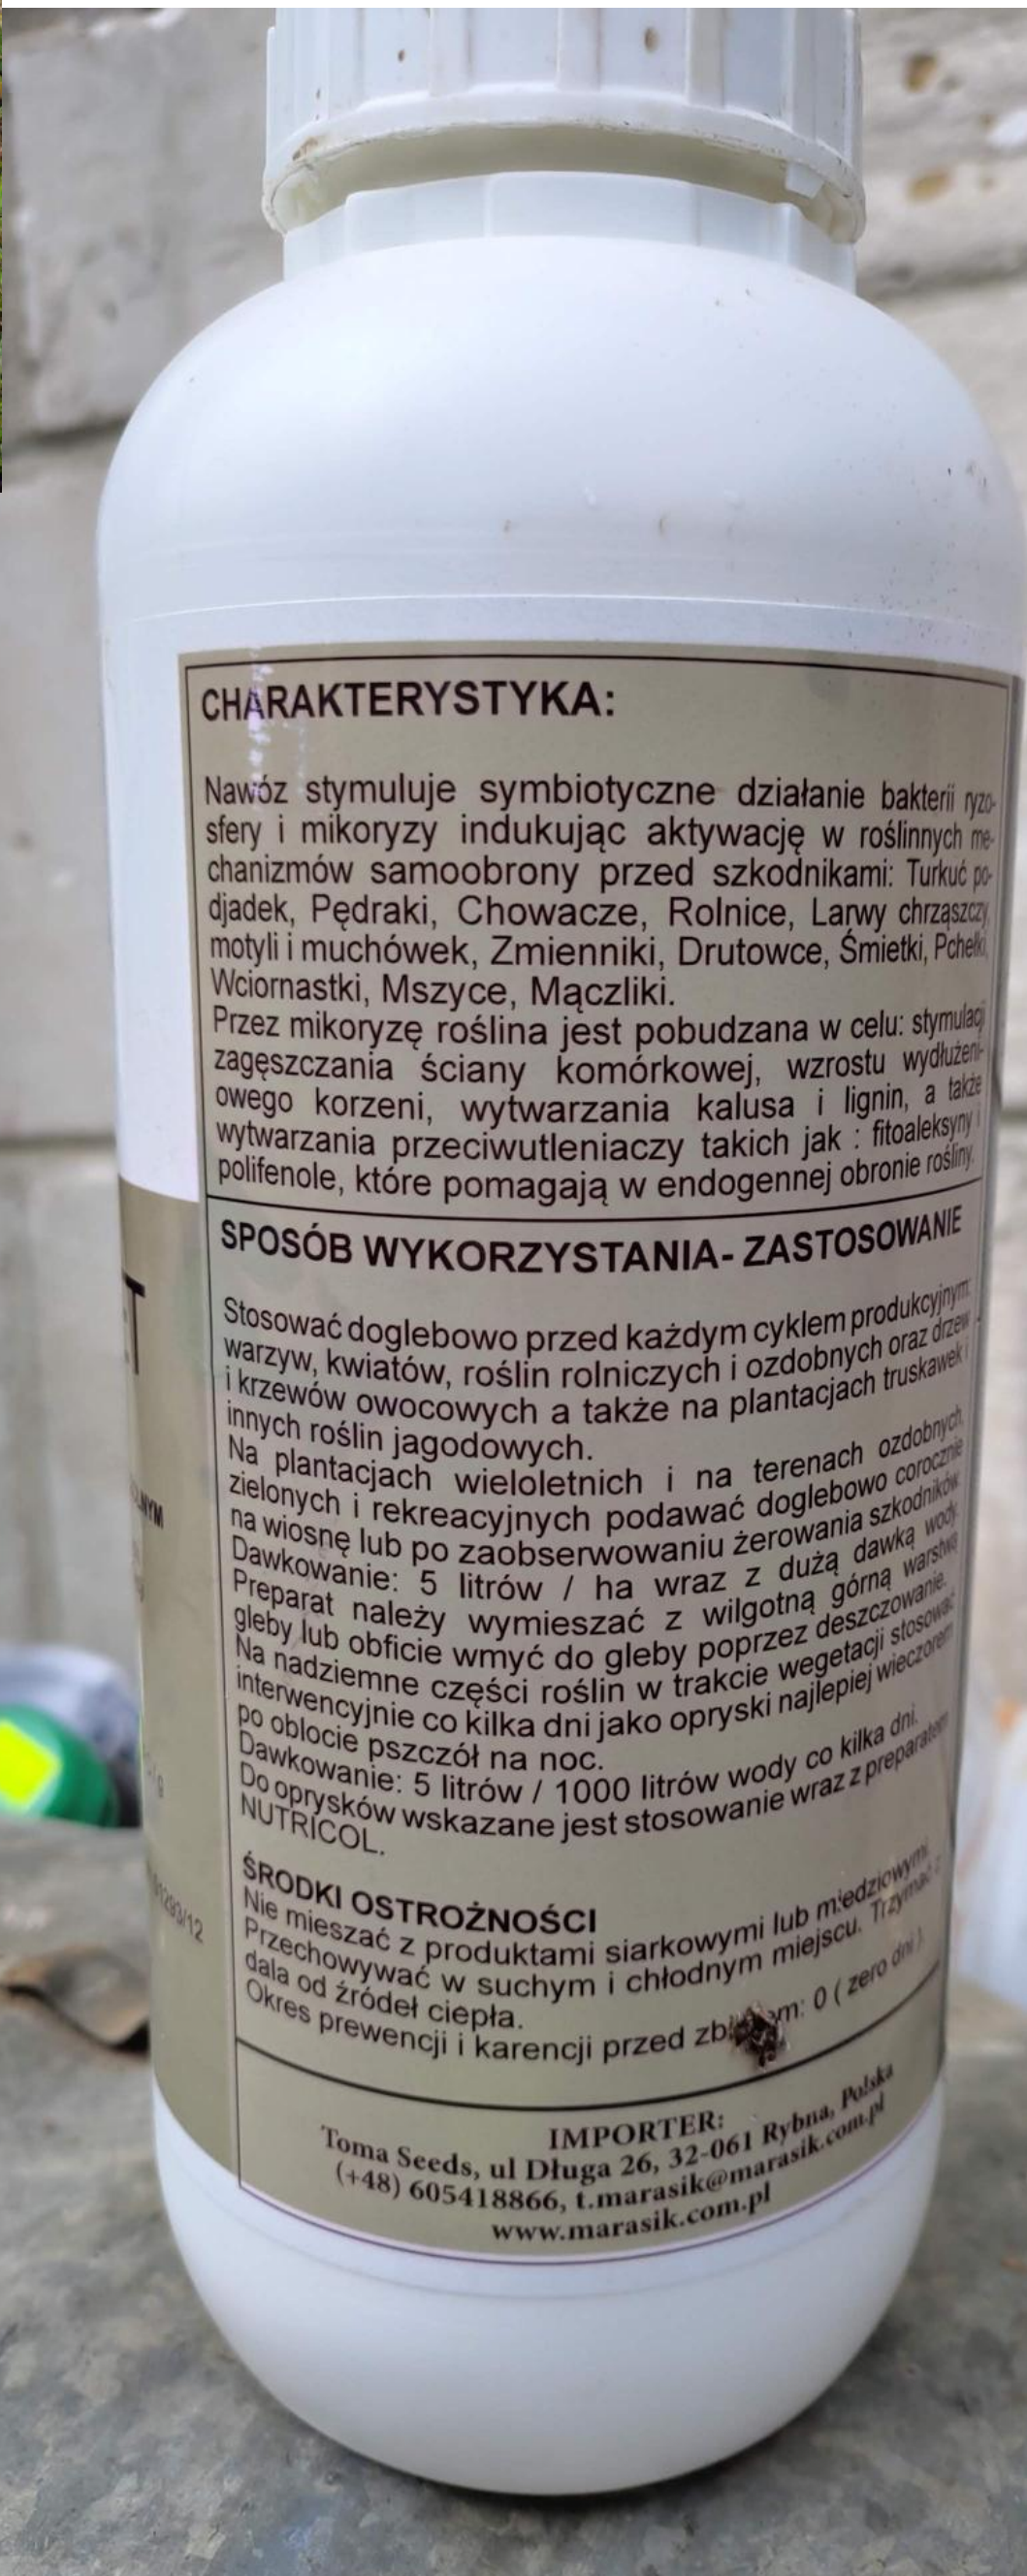 CHARAKTERYSTYKA:
Nawóz stymuluje symbiotyczne działanie bakterii ryzo-
sfery i mikoryzy indukując aktywację w roślinnych me-
chanizmów samoobrony przed szkodnikami: Turkuć po-
djadek, Pędraki, Chowacze, Rolnice, Larwy chrząszczy,
motyli i muchówek, Zmienniki, Drutowce, Śmietki, Pchełki,
Wciornastki, Mszyce, Mączliki.
Przez mikoryzę roślina jest pobudzana w celu: stymulacji
zagęszczania ściany komórkowej, wzrostu wydłużeni-
owego korzeni, wytwarzania kalusa i lignin, a także
wytwarzania przeciwutleniaczy takich jak : fitoaleksyny i
polifenole, które pomagają w endogennej obronie rośliny.
SPOSÓB WYKORZYSTANIA- ZASTOSOWANIE
Stosować doglebowo przed każdym cyklem produkcyjnym:
warzyw, kwiatów, roślin rolniczych i ozdobnych oraz drzew
i krzewów owocowych a także na plantacjach truskawek i
innych roślin jagodowych.
Na plantacjach wieloletnich i na terenach ozdobnych,
zielonych i rekreacyjnych podawać doglebowo corocznie
na wiosnę lub po zaobserwowaniu żerowania szkodników.
Dawkowanie: 5 litrów / ha wraz z dużą dawką wody.
Preparat należy wymieszać z wilgotną górną warstwą
gleby lub obficie wmyć do gleby poprzez deszczowanie.
Na nadziemne części roślin w trakcie wegetacji stosować
interwencyjnie co kilka dni jako opryski najlepiej wieczorem
po oblocie pszczół na noc.
Dawkowanie: 5 litrów / 1000 litrów wody co kilka dni.
Do oprysków wskazane jest stosowanie wraz z preparatem
NUTRICOL.
ŚRODKI OSTROŻNOŚCI
Nie mieszać z produktami siarkowymi lub miedziowymi.
Przechowywać w suchym i chłodnym miejscu. Trzymać z
dala od źródeł ciepła.
Okres prewencji i karencji przed 0 ( zero dni ).
IMPORTER:
Toma Seeds, ul Długa 26, 32-061 Rybna, Polska
(+48) 605418866, t.marasik@marasik.com.pl
www.marasik.com.pl